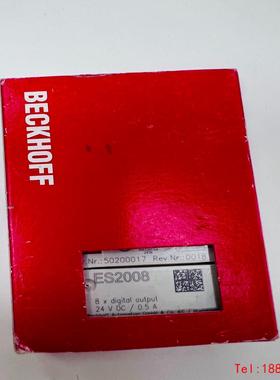 BECKHOFF
Nr.:50200017 Rev.Nr.:0018
ES2008
8 x digital output
24 V DC / 0.5 A
Tel:188